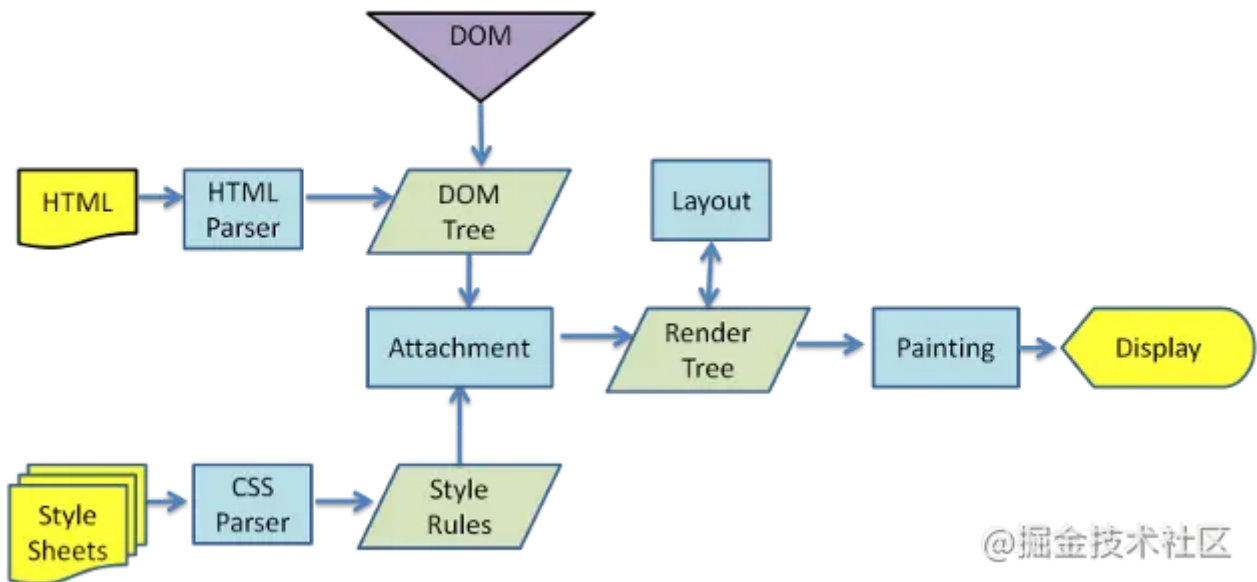 DOM
HTML
HTML
Parser
DOM
Tree
Layout
Attachment
Render
Tree
Painting
Display
Style
Sheets
CSS
Parser
Style
Rules
@掘金技术社区